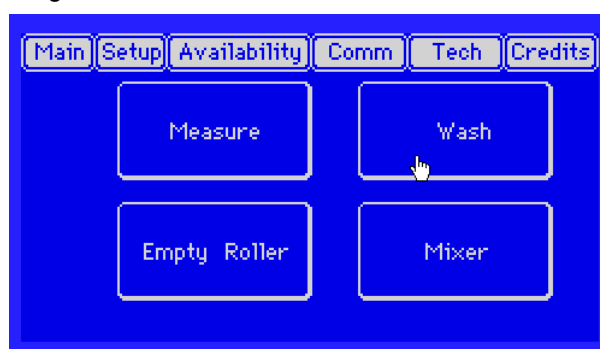 Main Setup Availability Comm Tech Credits
Measure Wash
Empty Roller Mixer